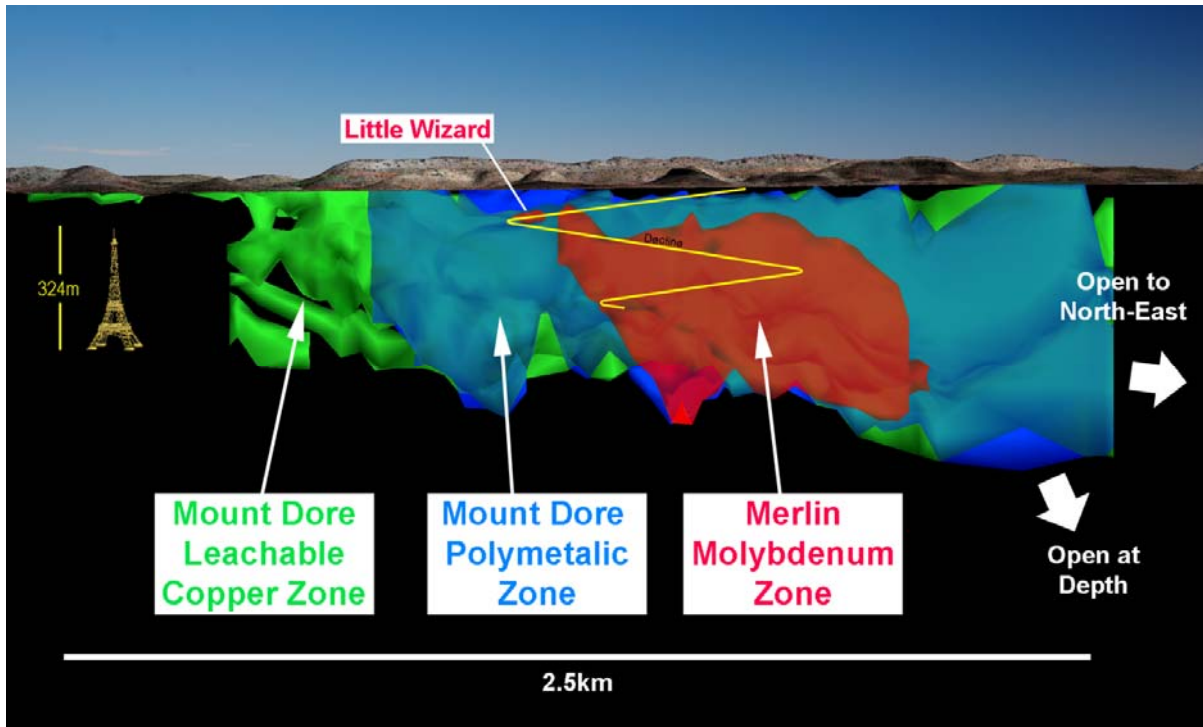 Little Wizard
324m
Decline
Open to
North-East
Mount Dore
Leachable
Copper Zone
Mount Dore
Polymetalic
Zone
Merlin
Molybdenum
Zone
Open at
Depth
2.5km